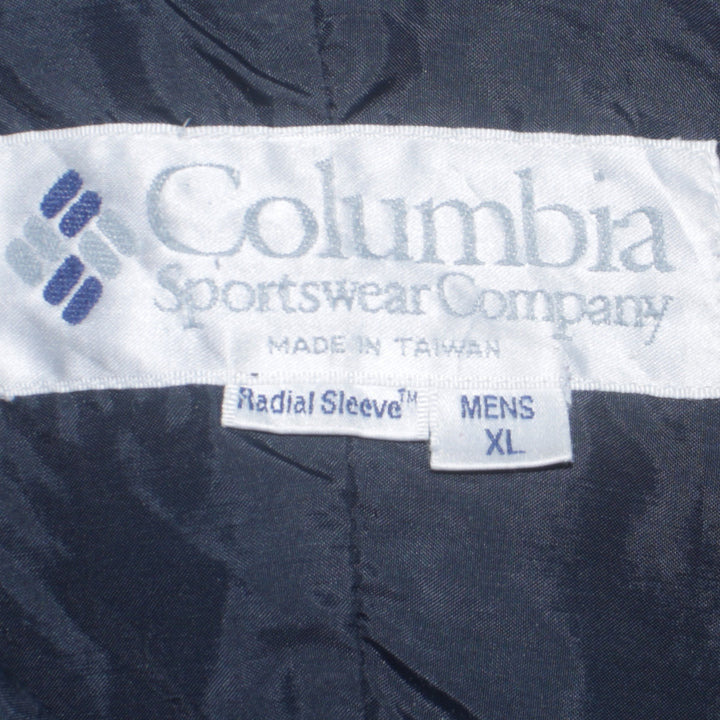 Columbia
Sportswear Company
MADE IN TAIWAN
Radial Sleeve™
MENS
XL